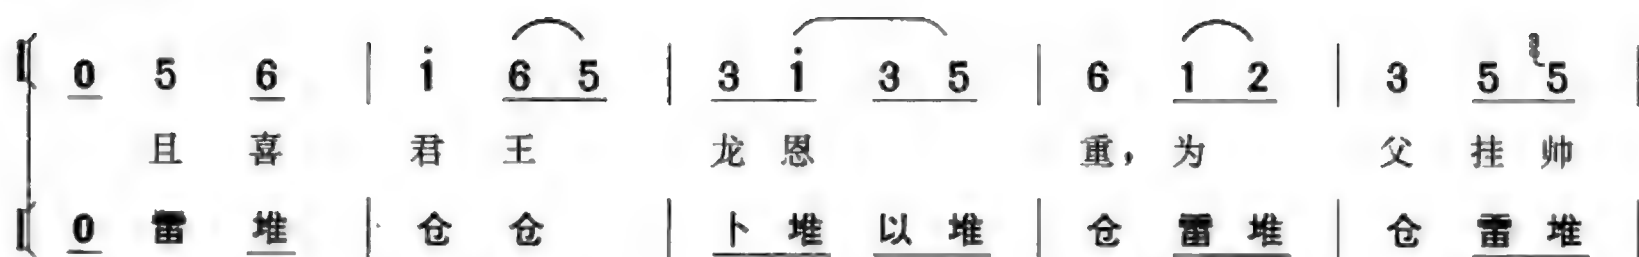 0 5 6 | i 6 5 | 3 i 3 5 | 6 1 2 | 3 5 5 |
且喜 君王 龙恩 重，为 父挂帅
0 雷 堆 | 仓 仓 | 卜 堆 以 堆 | 仓 雷 堆 | 仓 雷 堆 |